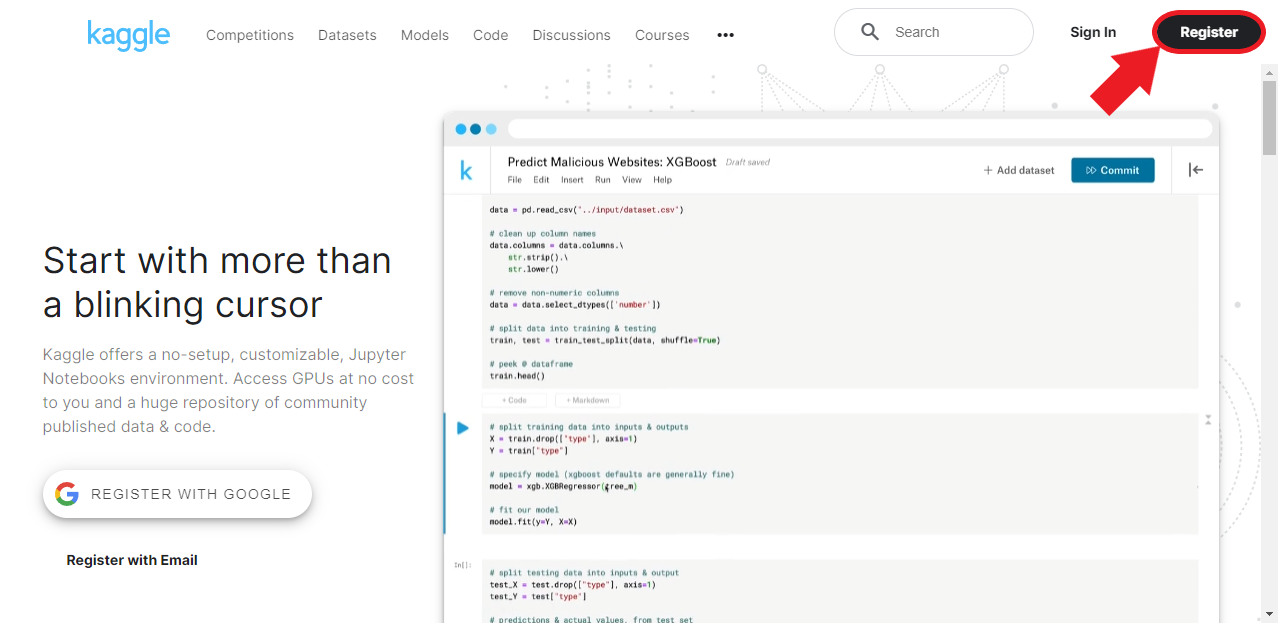 kaggle
Competitions Datasets Models Code Discussions Courses •••
Search
Sign In
Register
Start with more than
a blinking cursor
Kaggle offers a no-setup, customizable, Jupyter
Notebooks environment. Access GPUs at no cost
to you and a huge repository of community
published data & code.
REGISTER WITH GOOGLE
Register with Email
k
Predict Malicious Websites: XGBoost Draft saved
File Edit Insert Run View Help
+ Add dataset
Commit
data = pd.read_csv("../input/dataset.csv")
# clean up column names
data.columns = data.columns.\
str.strip().\
str.lower()
# remove non-numeric columns
data = data.select_dtypes(['number'])
# split data into training & testing
train, test = train_test_split(data, shuffle=True)
# peek @ dataframe
train.head()
+ Code + Markdown
# split training data into inputs & outputs
X = train.drop(["type"], axis=1)
Y = train["type"]
# specify model (xgboost defaults are generally fine)
model = xgb.XGBRegressor(tree_m)
# fit our model
model.fit(y=Y, X=X)
In[]:
# split testing data into inputs & output
test_X = test.drop(["type"], axis=1)
test_Y = test["type"]
# predictions & actual values, from test set